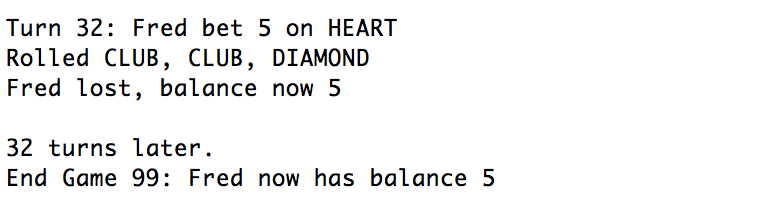 Turn 32: Fred bet 5 on HEART
Rolled CLUB, CLUB, DIAMOND
Fred lost, balance now 5
32 turns later.
End Game 99: Fred now has balance 5